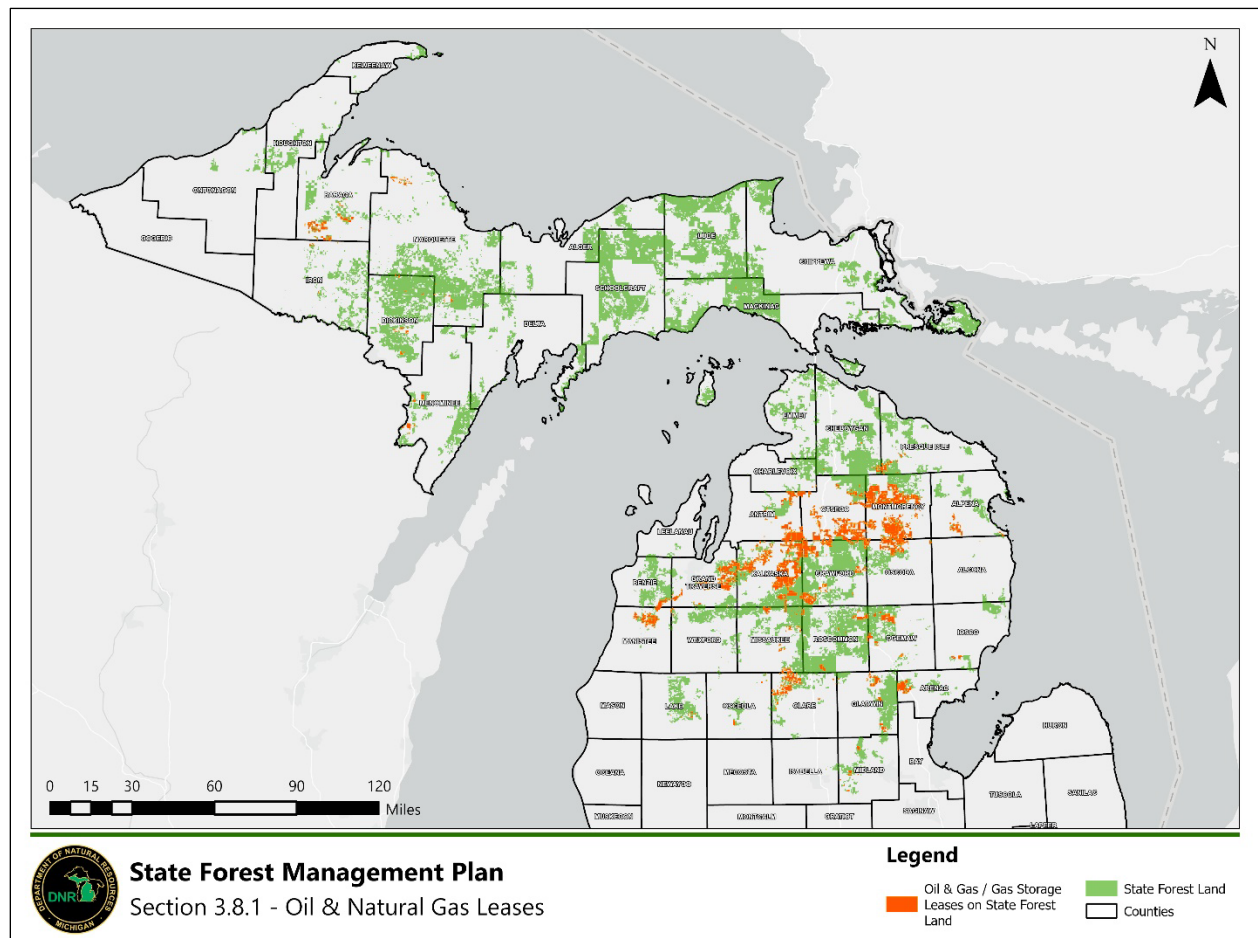 N
KEWEENAW
HOUGHTON
ONTONAGON
BARAGA
GOGEBIC
MARQUETTE
ALGER
LUCE
CHIPPEWA
IRON
SCHOOLCRAFT
MACKINAC
DICKINSON
DELTA
MENOMINEE
EMMET
CHEBOYGAN
PRESQUE ISLE
CHARLEVOIX
ANTRIM
OTSEGO
MONTMORENCY
ALPENA
LEELANAU
BENZIE
GRAND
TRAVERSE
KALKASKA
CRAWFORD
OSCODA
ALCONA
MANISTEE
WEXFORD
MISSAUKEE
ROSCOMMON
OGEMAW
IOSCO
MASON
LAKE
OSCEOLA
CLARE
GLADWIN
ARENAC
HURON
OCEANA
NEWAYGO
MECOSTA
ISABELLA
MIDLAND
BAY
TUSCOLA
SANILAC
MUSKEGON
MONTCALM
GRATIOT
SAGINAW
LAPEER
0 15 30 60 90 120
Miles
DEPARTMENT OF NATURAL RESOURCES
DNR
MICHIGAN
State Forest Management Plan
Section 3.8.1 - Oil & Natural Gas Leases
Legend
Oil & Gas / Gas Storage
Leases on State Forest
Land
State Forest Land
Counties